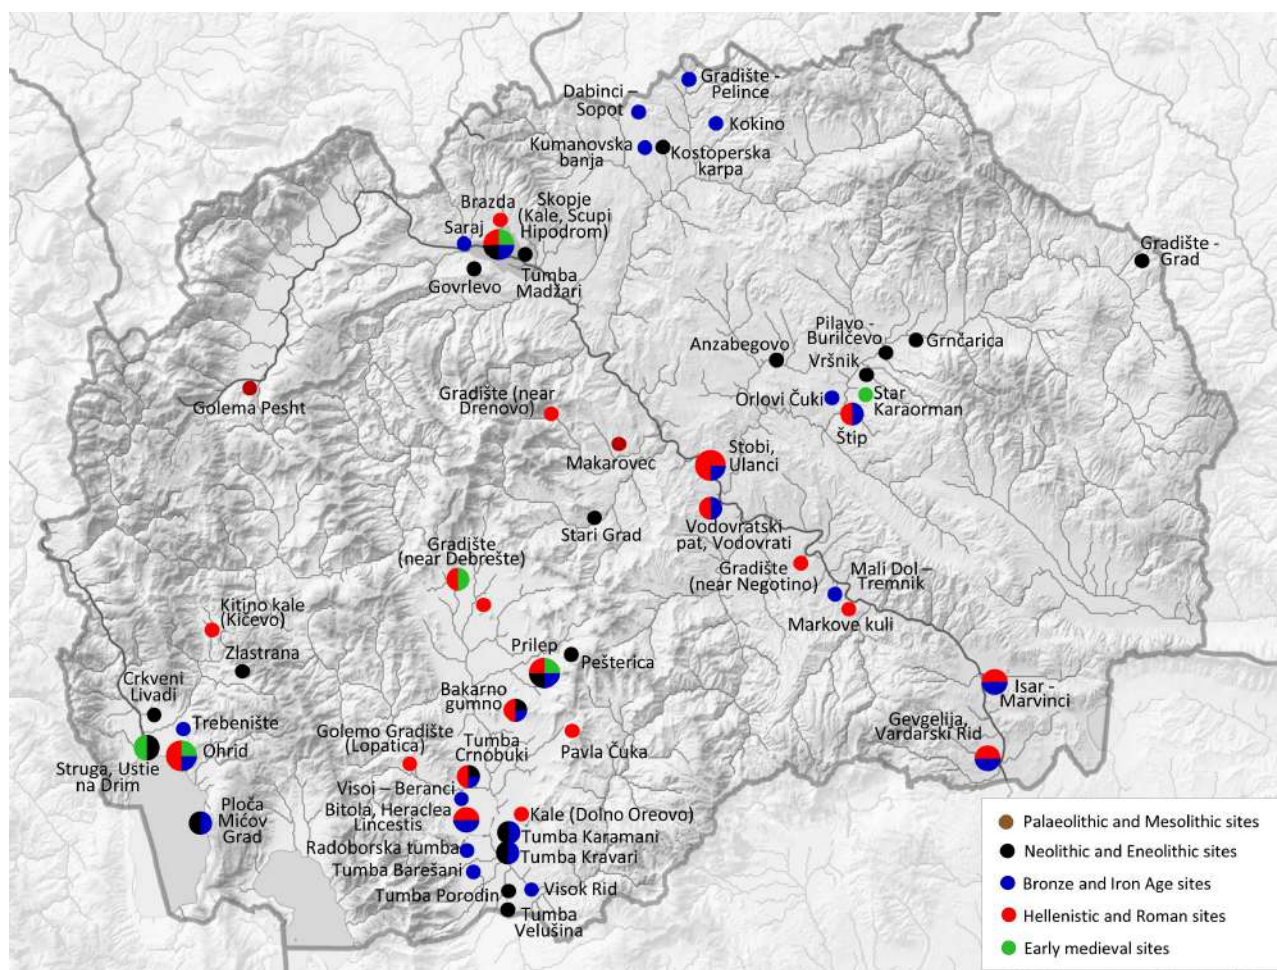 Gradište -
Pelince
Dabinci –
Sopot
Kokino
Kumanovska
banja
Kostoperska
karpa
Brazda
Skopje
(Kale, Scupi
Hipodrom)
Saraj
Govrlevo
Tumba
Madžari
Gradište -
Grad
Pilavo -
Burilčevo
Grnčarica
Anzabegovo
Vršnik
Golema Pesht
Gradište (near
Drenovo)
Orlovi Čuki
Star
Karaorman
Štip
Makarovec
Stobi,
Ulanci
Stari Grad
Vodovratski
pat, Vodovrati
Gradište
(near Debrešte)
Gradište
(near Negotino)
Mali Dol –
Tremnik
Markove kuli
Kitino kale
(Kičevo)
Zlastrana
Prilep
Pešterica
Crkveni
Livadi
Bakarno
gumno
Isar -
Marvinci
Trebenište
Ohrid
Golemo Gradište
(Lopatica)
Tumba
Crnobuki
Pavla Čuka
Gevgelija,
Vardarski Rid
Struga, Ustie
na Drim
Visoi – Beranci
Ploča
Mićov
Grad
Bitola, Heraclea
Lincestis
Kale (Dolno Oreovo)
Tumba Karamani
Radoborska tumba
Tumba Kravari
Tumba Barešani
Tumba Porodin
Visok Rid
Tumba
Velušina
Palaeolithic and Mesolithic sites
Neolithic and Eneolithic sites
Bronze and Iron Age sites
Hellenistic and Roman sites
Early medieval sites